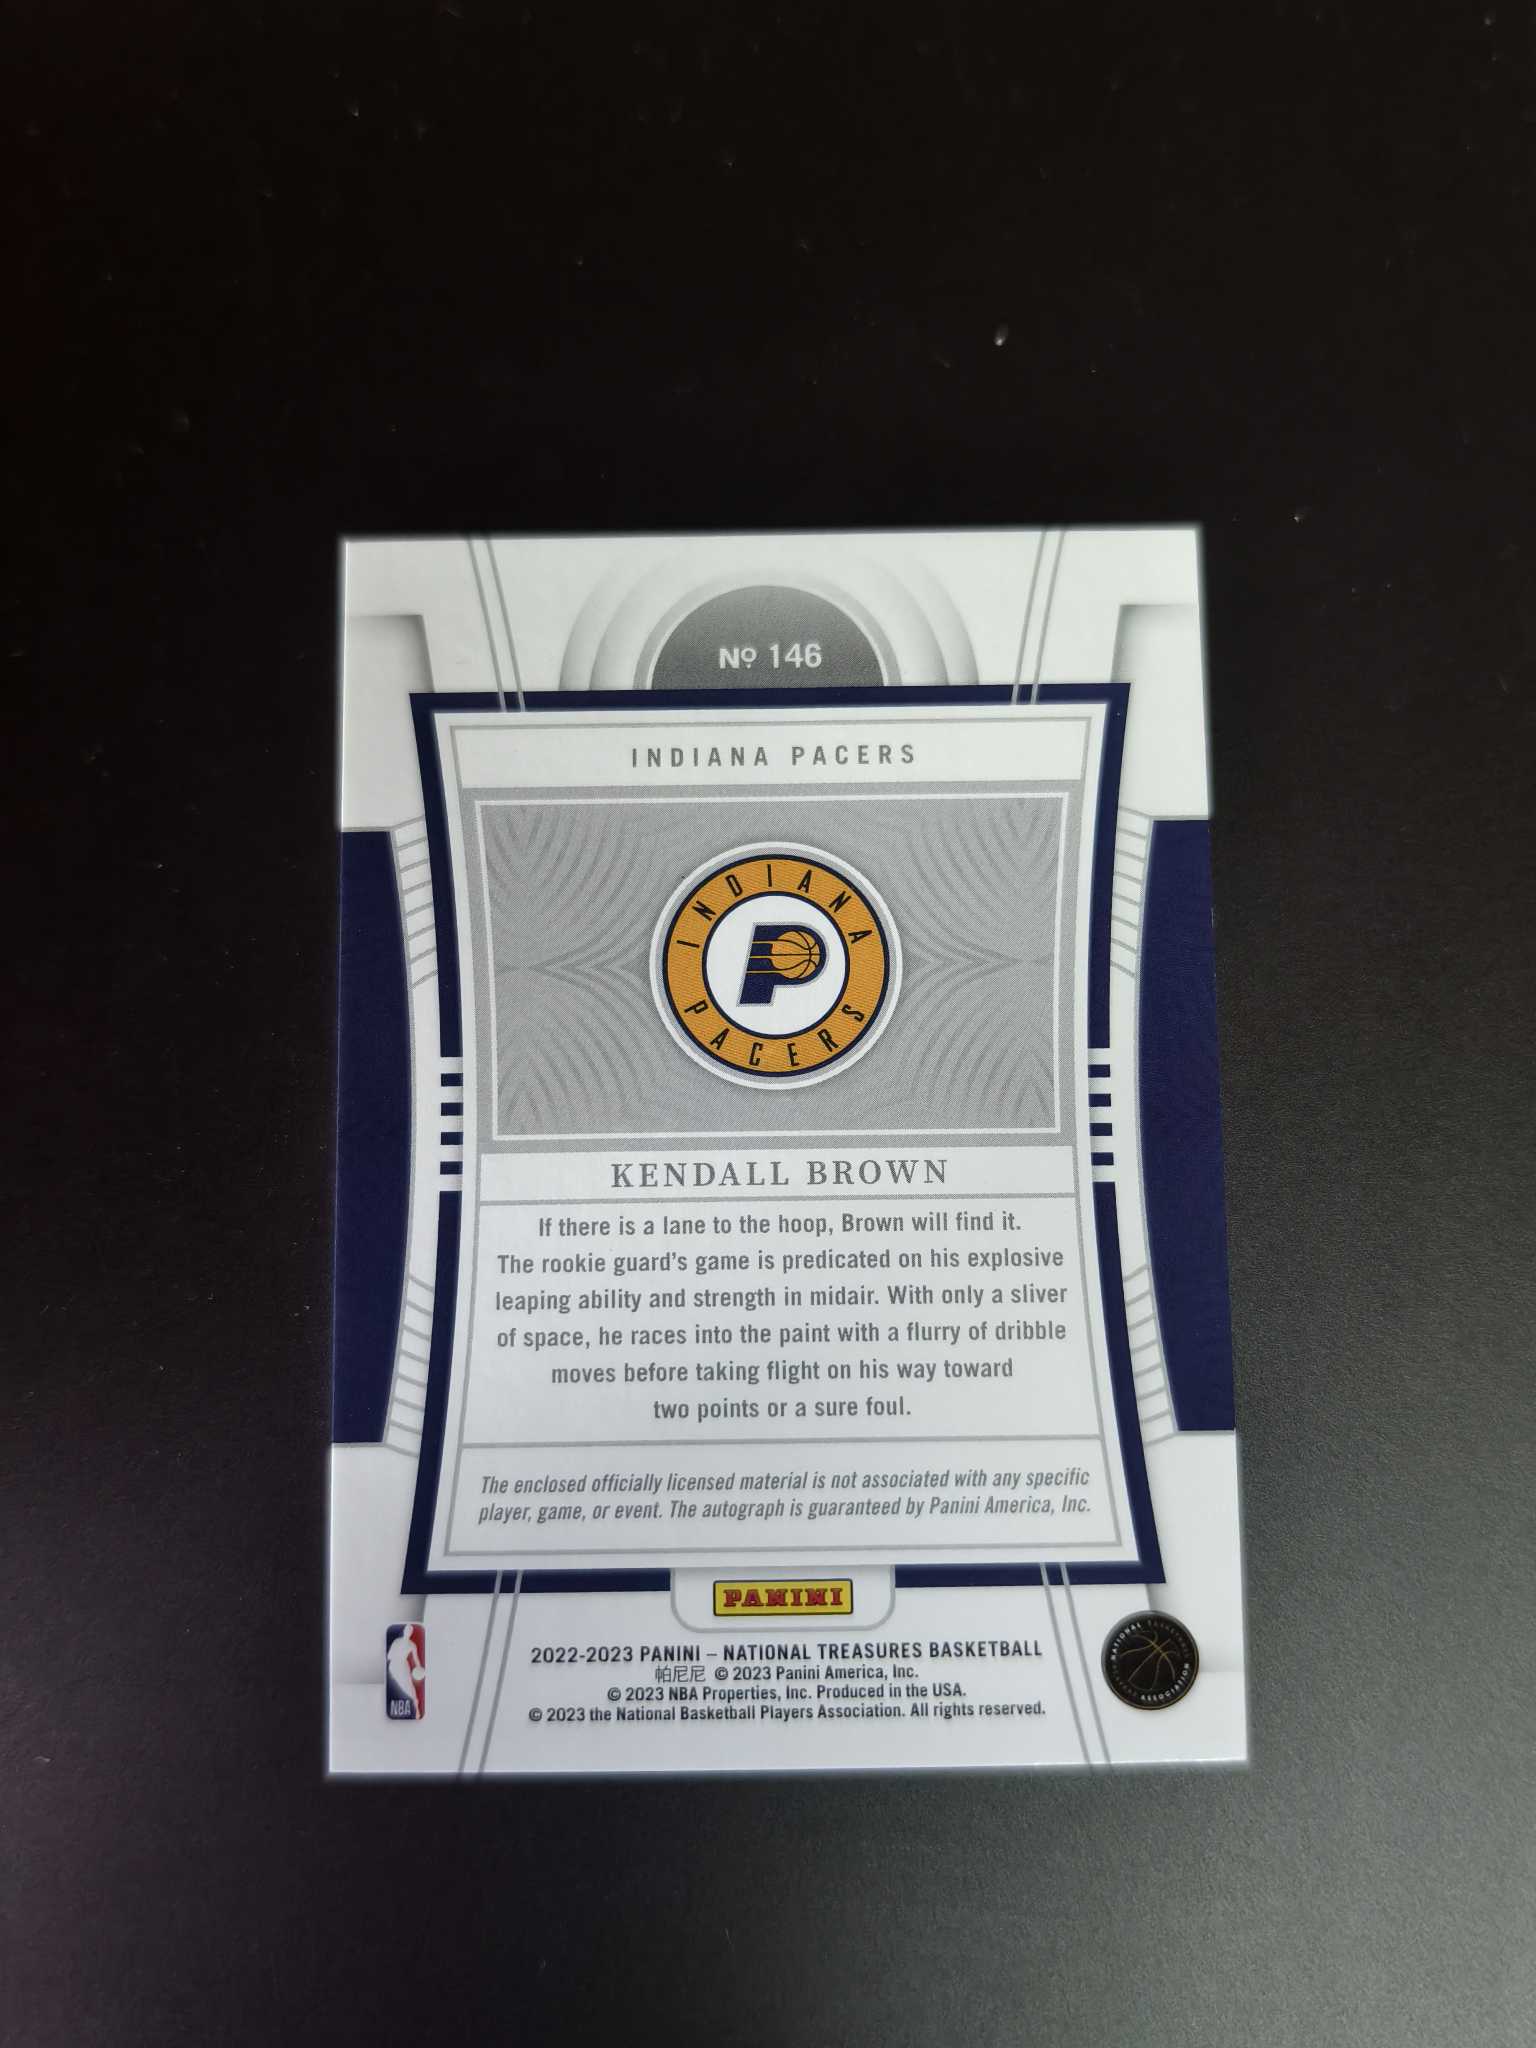 Nº 146
INDIANA PACERS
INDIANA
PACERS
KENDALL BROWN
If there is a lane to the hoop, Brown will find it.
The rookie guard's game is predicated on his explosive
leaping ability and strength in midair. With only a sliver
of space, he races into the paint with a flurry of dribble
moves before taking flight on his way toward
two points or a sure foul.
The enclosed officially licensed material is not associated with any specific
player, game, or event. The autograph is guaranteed by Panini America, Inc.
PANINI
2022-2023 PANINI – NATIONAL TREASURES BASKETBALL
帕尼尼 © 2023 Panini America, Inc.
© 2023 NBA Properties, Inc. Produced in the USA.
© 2023 the National Basketball Players Association. All rights reserved.
NBA
NATIONAL BASKETBALL
PLAYERS ASSOCIATION